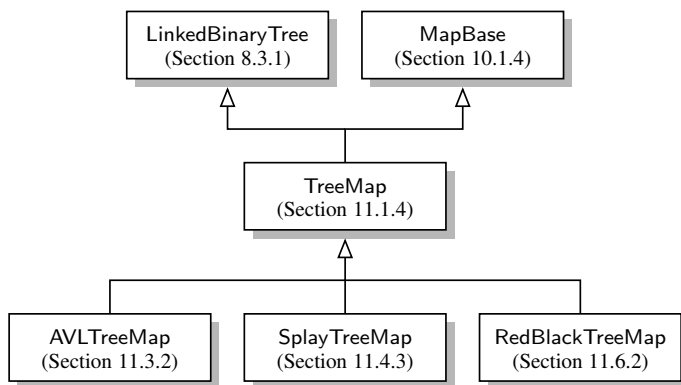 LinkedBinaryTree
(Section 8.3.1)
MapBase
(Section 10.1.4)
TreeMap
(Section 11.1.4)
AVLTreeMap
(Section 11.3.2)
SplayTreeMap
(Section 11.4.3)
RedBlackTreeMap
(Section 11.6.2)